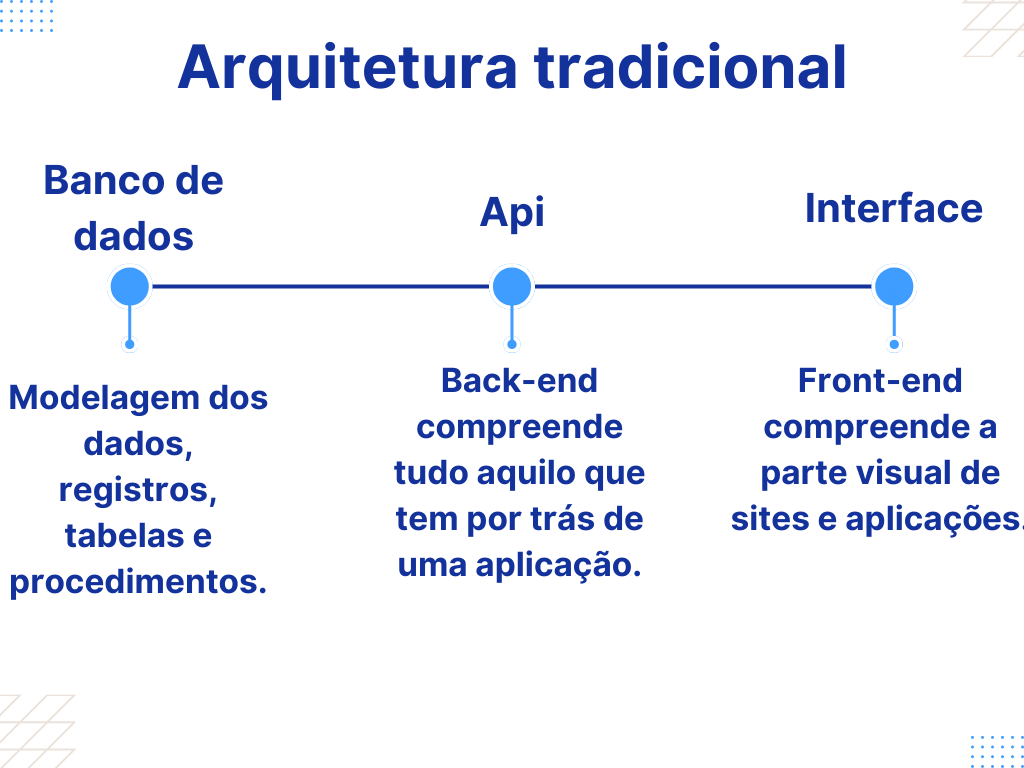 Arquitetura tradicional
Banco de
dados
Api
Interface
Modelagem dos
dados,
registros,
tabelas e
procedimentos.
Back-end
compreende
tudo aquilo que
tem por trás de
uma aplicação.
Front-end
compreende a
parte visual de
sites e aplicações.